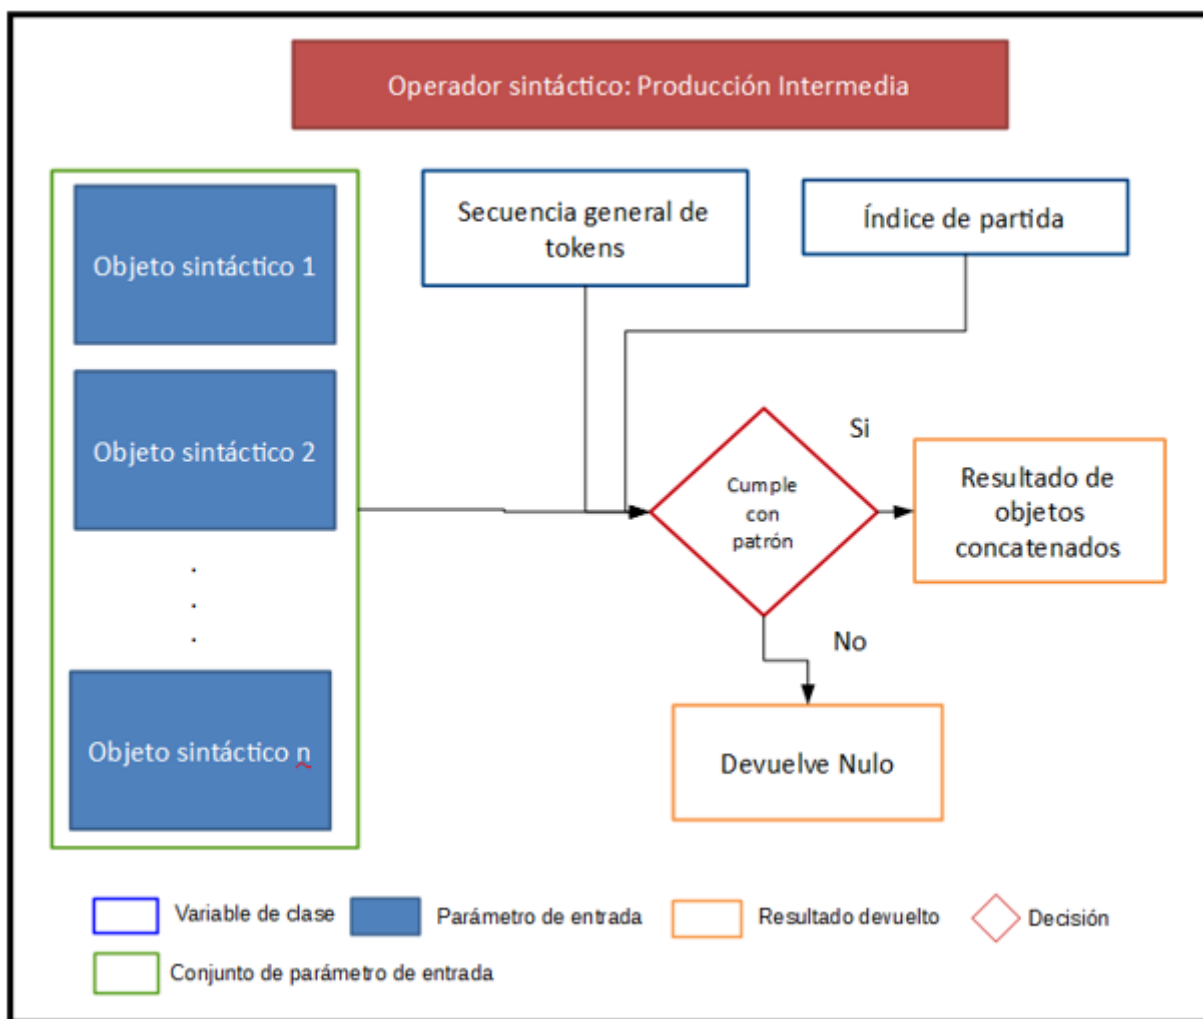 Operador sintáctico: Producción Intermedia
Objeto sintáctico 1
Secuencia general de
tokens
Índice de partida
Objeto sintáctico 2
.
.
.
Objeto sintáctico n
Cumple
con
patrón
Si
Resultado de
objetos
concatenados
No
Devuelve Nulo
Variable de clase
Parámetro de entrada
Resultado devuelto
Decisión
Conjunto de parámetro de entrada